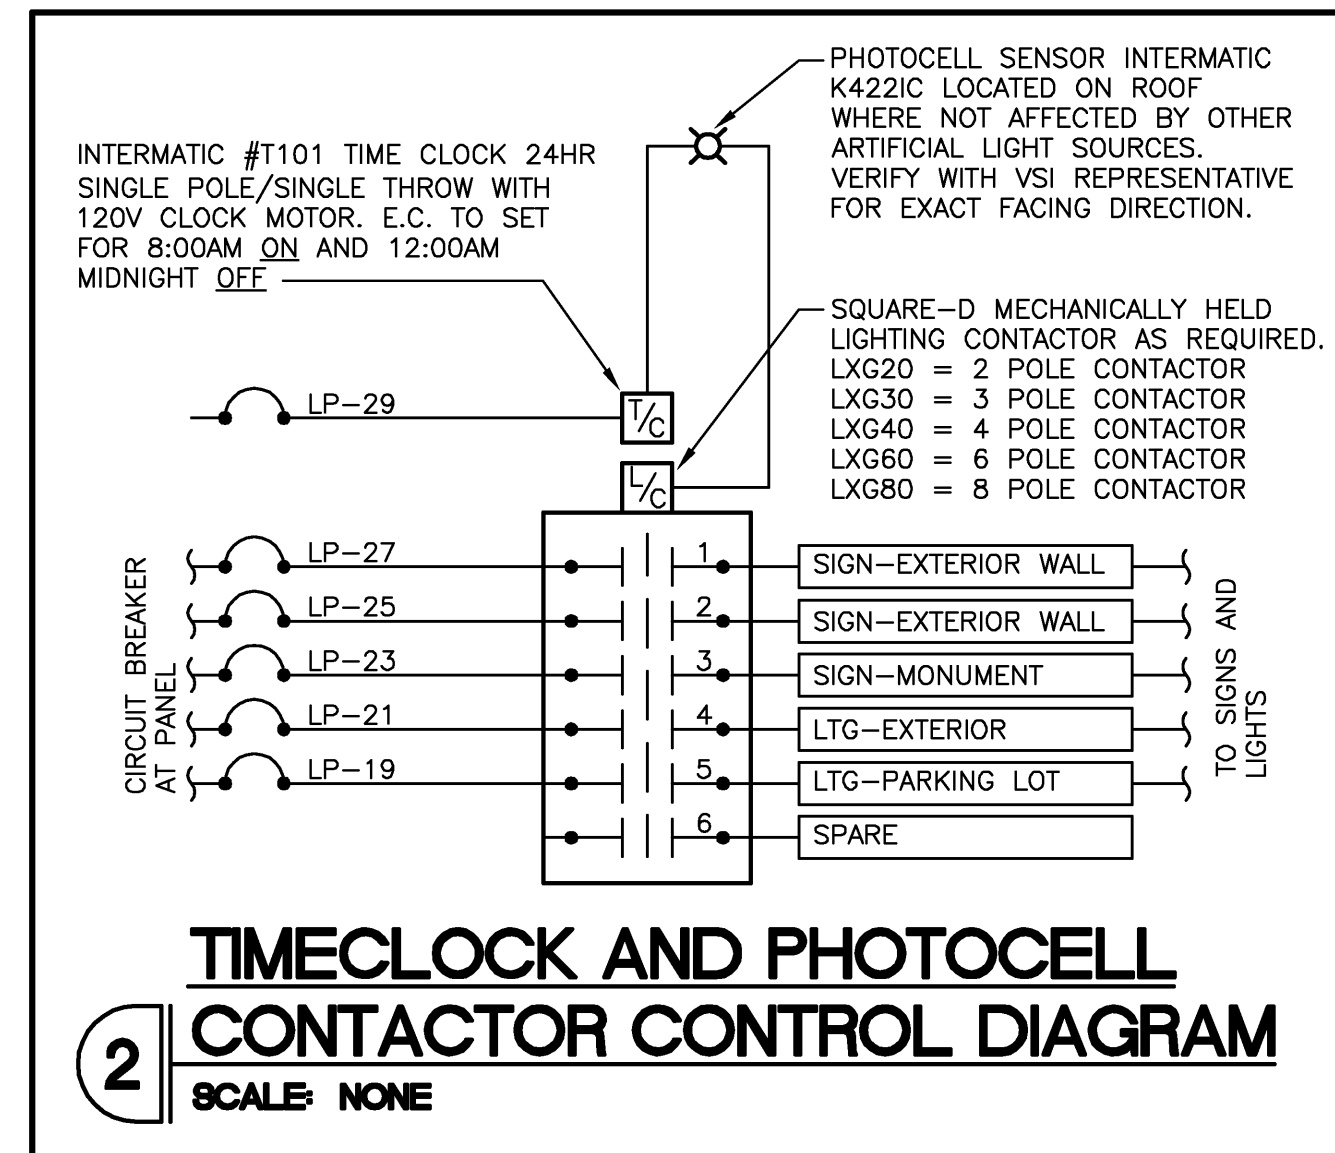 PHOTOCELL SENSOR INTERMATIC
K422IC LOCATED ON ROOF
WHERE NOT AFFECTED BY OTHER
ARTIFICIAL LIGHT SOURCES.
VERIFY WITH VSI REPRESENTATIVE
FOR EXACT FACING DIRECTION.
INTERMATIC #T101 TIME CLOCK 24HR
SINGLE POLE/SINGLE THROW WITH
120V CLOCK MOTOR. E.C. TO SET
FOR 8:00AM ON AND 12:00AM
MIDNIGHT OFF
SQUARE-D MECHANICALLY HELD
LIGHTING CONTACTOR AS REQUIRED.
LXG20 = 2 POLE CONTACTOR
LXG30 = 3 POLE CONTACTOR
LXG40 = 4 POLE CONTACTOR
LXG60 = 6 POLE CONTACTOR
LXG80 = 8 POLE CONTACTOR
LP-29
T/C
L/C
CIRCUIT BREAKER
AT PANEL
LP-27 1 SIGN-EXTERIOR WALL
LP-25 2 SIGN-EXTERIOR WALL
LP-23 3 SIGN-MONUMENT
LP-21 4 LTG-EXTERIOR
LP-19 5 LTG-PARKING LOT
6 SPARE
TO SIGNS AND
LIGHTS
TIMECLOCK AND PHOTOCELL
2 CONTACTOR CONTROL DIAGRAM
SCALE: NONE